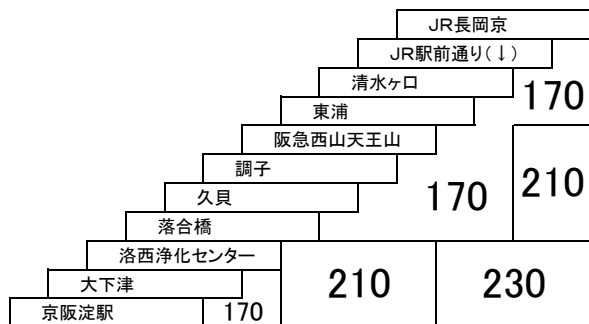 JR長岡京
JR駅前通り(↓)
清水ヶ口
170
東浦
阪急西山天王山
調子
170
210
久貝
落合橋
洛西浄化センター
大下津
210
230
京阪淀駅
170